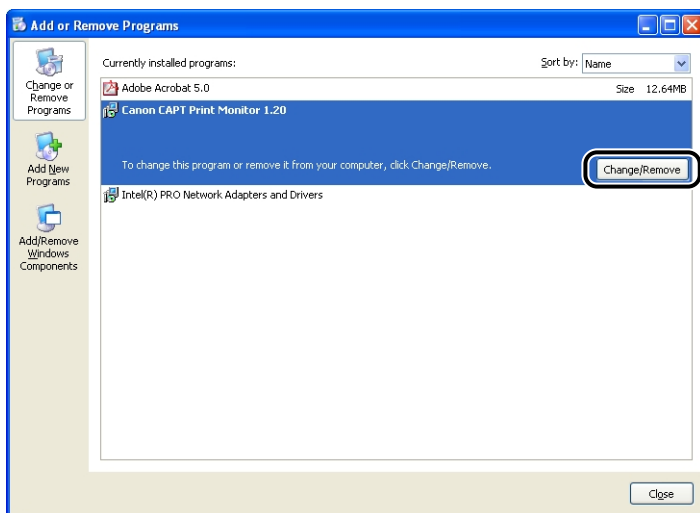 Add or Remove Programs
Change or
Remove
Programs
Add New
Programs
Add/Remove
Windows
Components
Currently installed programs:
Sort by: Name
Adobe Acrobat 5.0 Size 12.64MB
Canon CAPT Print Monitor 1.20
To change this program or remove it from your computer, click Change/Remove.
Change/Remove
Intel(R) PRO Network Adapters and Drivers
Close